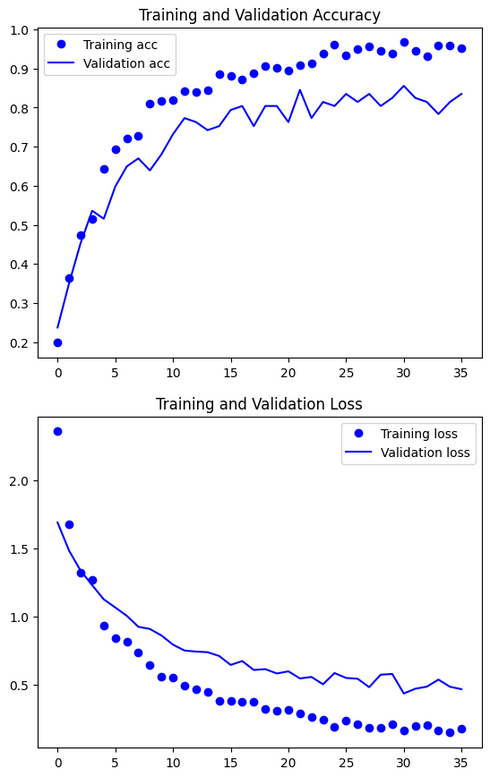 Training and Validation Accuracy
1.0
Training acc
Validation acc
0.9
0.8
0.7
0.6
0.5
0.4
0.3
0.2
0 5 10 15 20 25 30 35
Training and Validation Loss
Training loss
Validation loss
2.0
1.5
1.0
0.5
0 5 10 15 20 25 30 35